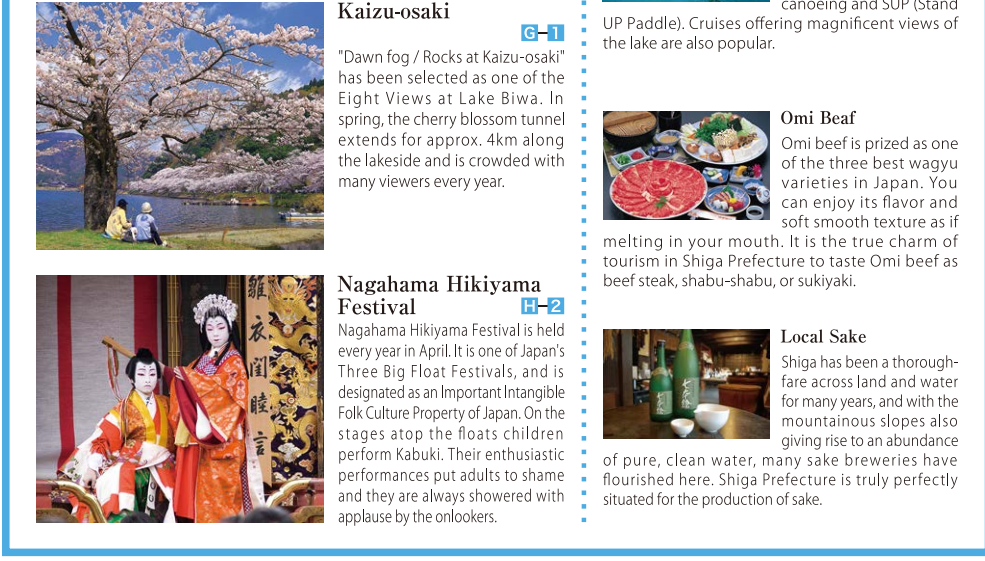 Kaizu-osaki
G-1
"Dawn fog / Rocks at Kaizu-osaki"
has been selected as one of the
Eight Views at Lake Biwa. In
spring, the cherry blossom tunnel
extends for approx. 4km along
the lakeside and is crowded with
many viewers every year.
Nagahama Hikiyama
Festival
H-2
Nagahama Hikiyama Festival is held
every year in April. It is one of Japan's
Three Big Float Festivals, and is
designated as an Important Intangible
Folk Culture Property of Japan. On the
stages atop the floats children
perform Kabuki. Their enthusiastic
performances put adults to shame
and they are always showered with
applause by the onlookers.
canoeing and SUP (Stand
UP Paddle). Cruises offering magnificent views of
the lake are also popular.
Omi Beaf
Omi beef is prized as one
of the three best wagyu
varieties in Japan. You
can enjoy its flavor and
soft smooth texture as if
melting in your mouth. It is the true charm of
tourism in Shiga Prefecture to taste Omi beef as
beef steak, shabu-shabu, or sukiyaki.
Local Sake
Shiga has been a thorough-
fare across land and water
for many years, and with the
mountainous slopes also
giving rise to an abundance
of pure, clean water, many sake breweries have
flourished here. Shiga Prefecture is truly perfectly
situated for the production of sake.